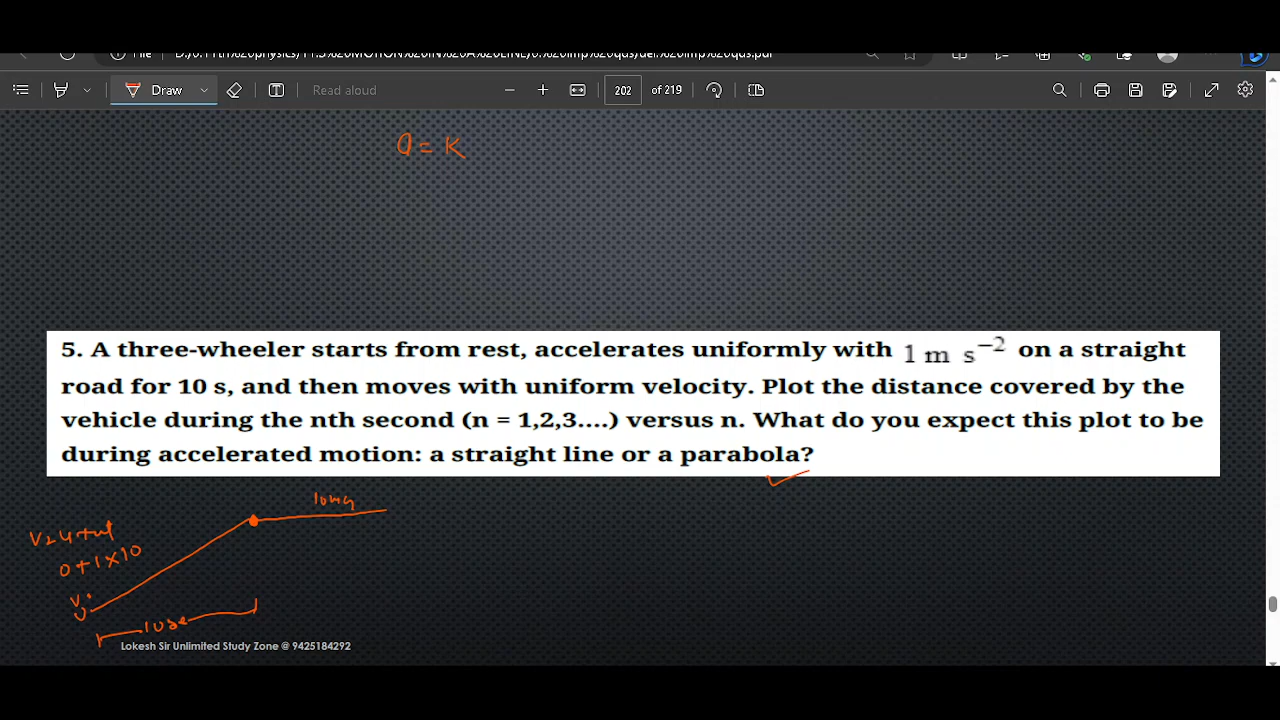 Draw
Read aloud
202 of 219
a = K
5. A three-wheeler starts from rest, accelerates uniformly with 1 m s⁻² on a straight
road for 10 s, and then moves with uniform velocity. Plot the distance covered by the
vehicle during the nth second (n = 1,2,3....) versus n. What do you expect this plot to be
during accelerated motion: a straight line or a parabola?
v = u + at
0 + 1 x 10
Lokesh Sir Unlimited Study Zone @ 9425184292